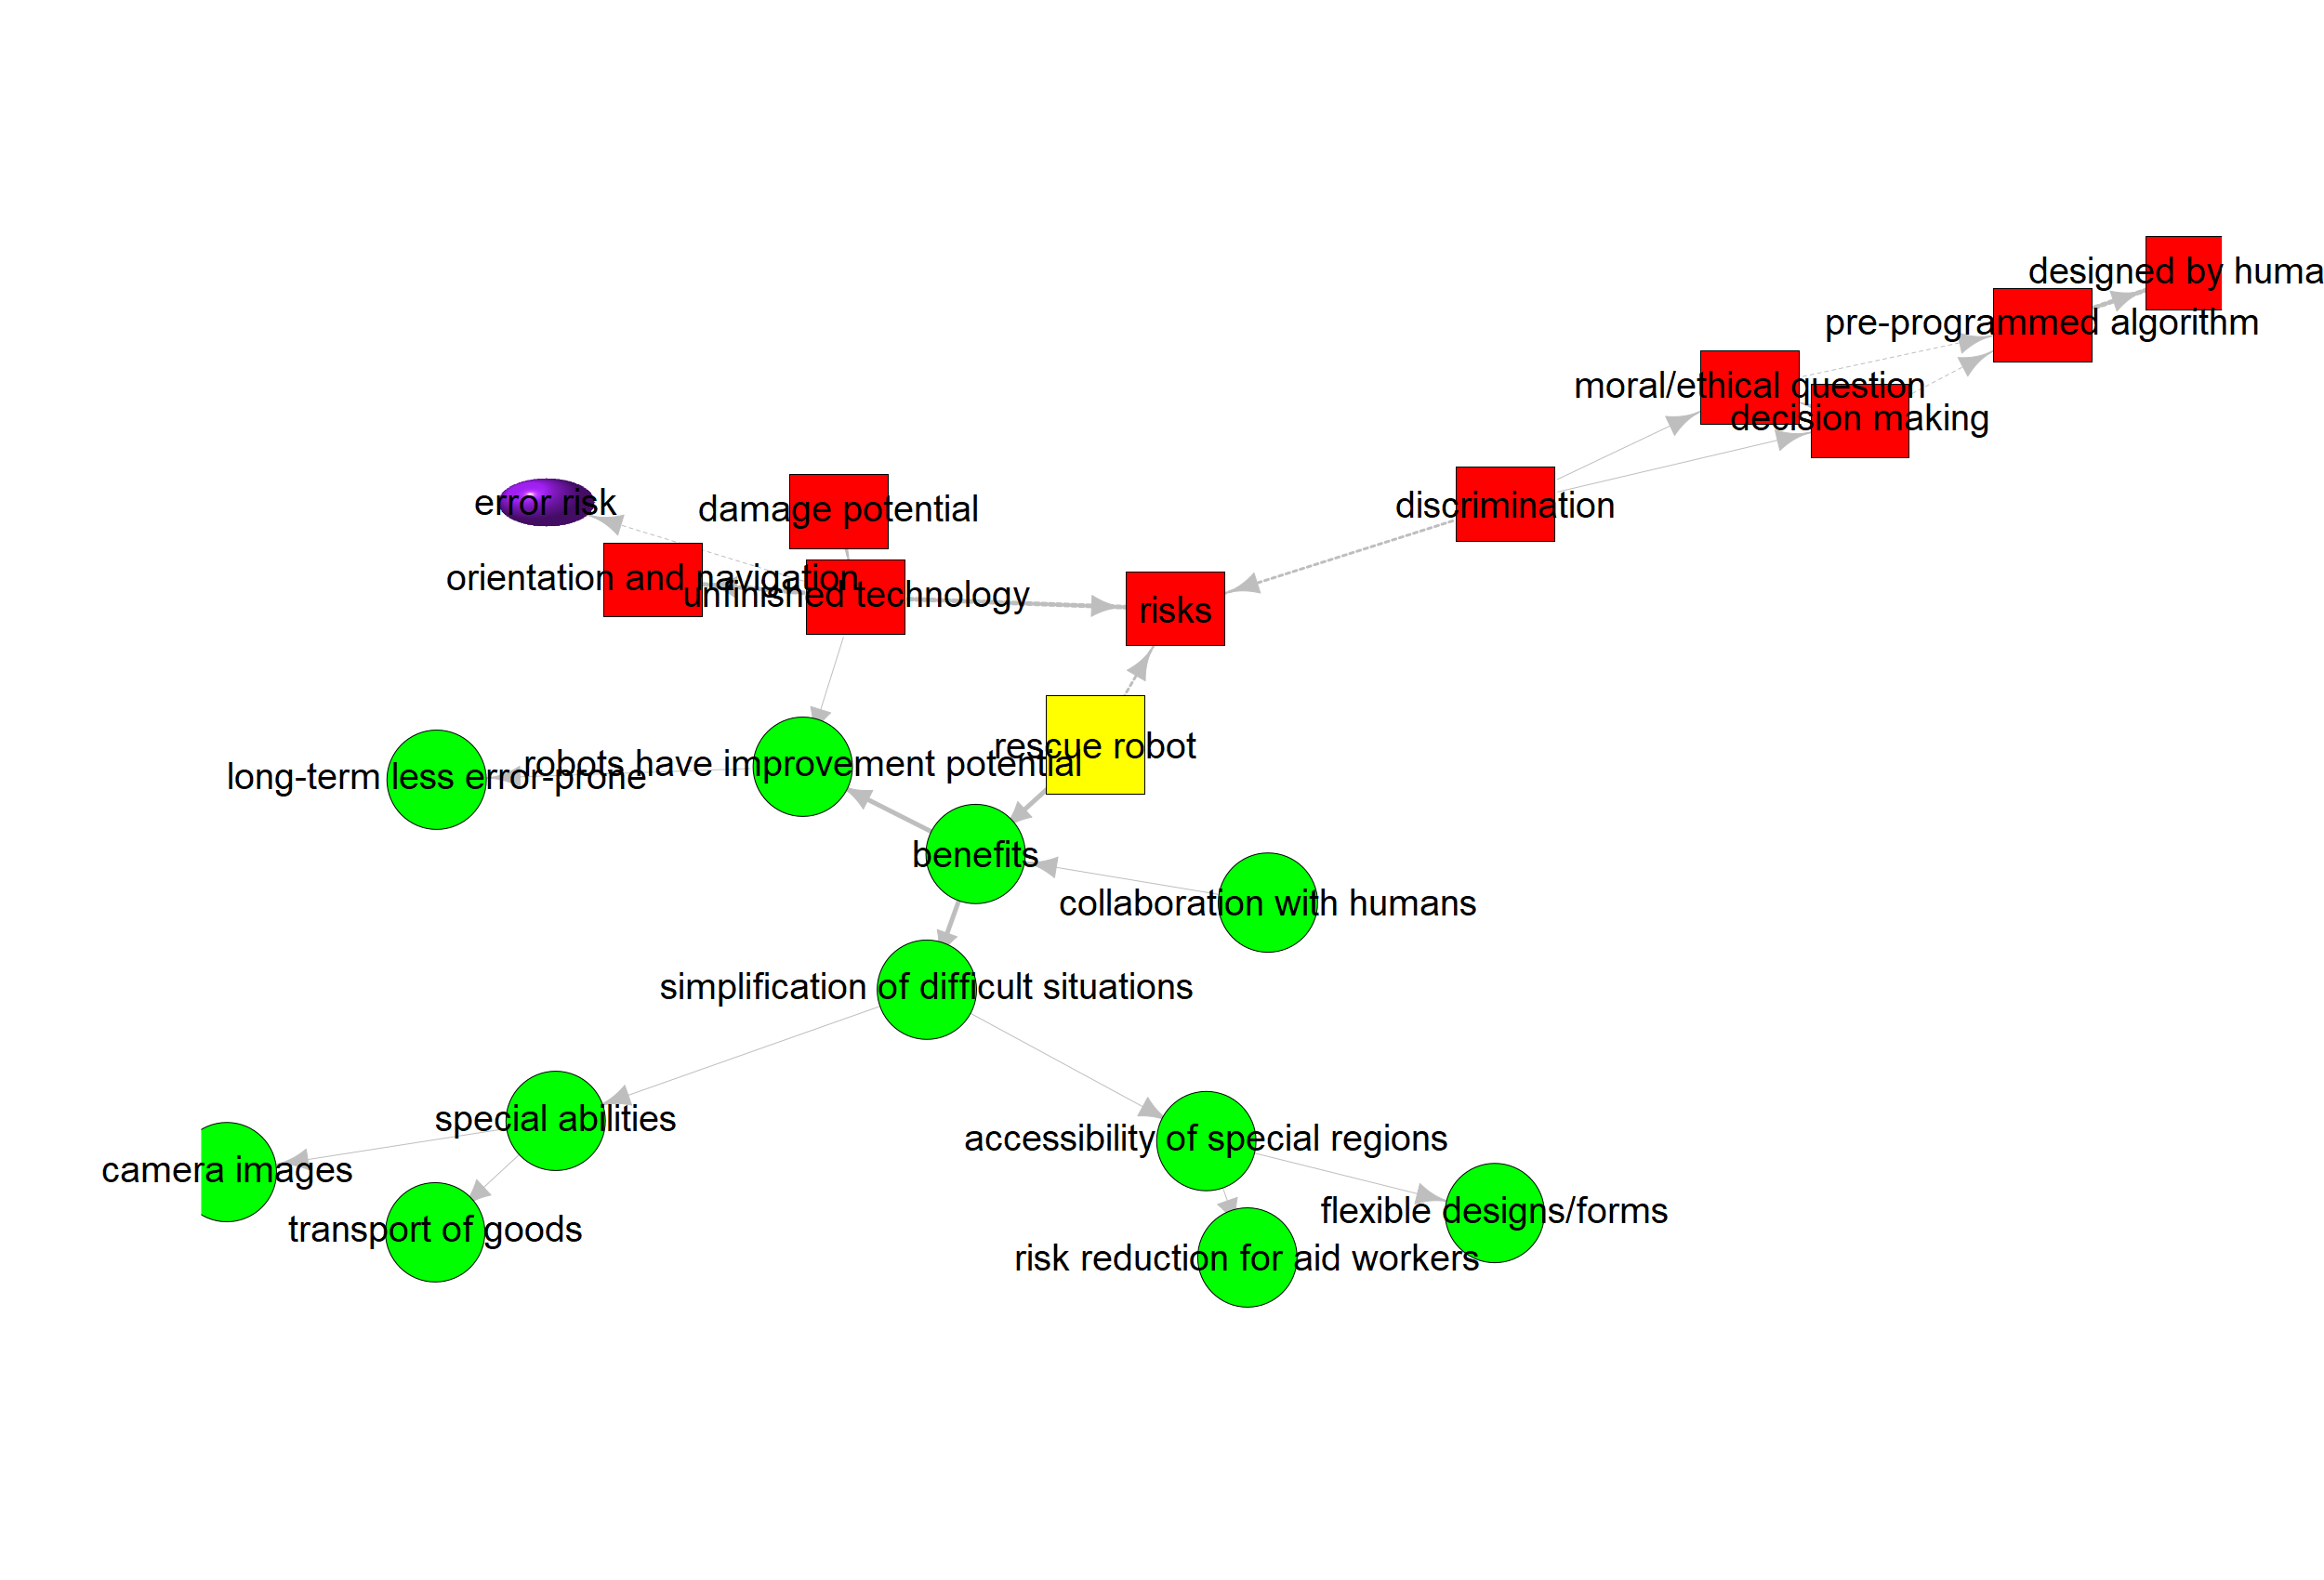 designed by huma
pre-programmed algorithm
moral/ethical question
decision making
error risk
damage potential
discrimination
orientation and navigation
unfinished technology
risks
rescue robot
robots have improvement potential
long-term less error-prone
benefits
collaboration with humans
simplification of difficult situations
special abilities
accessibility of special regions
camera images
flexible designs/forms
transport of goods
risk reduction for aid workers